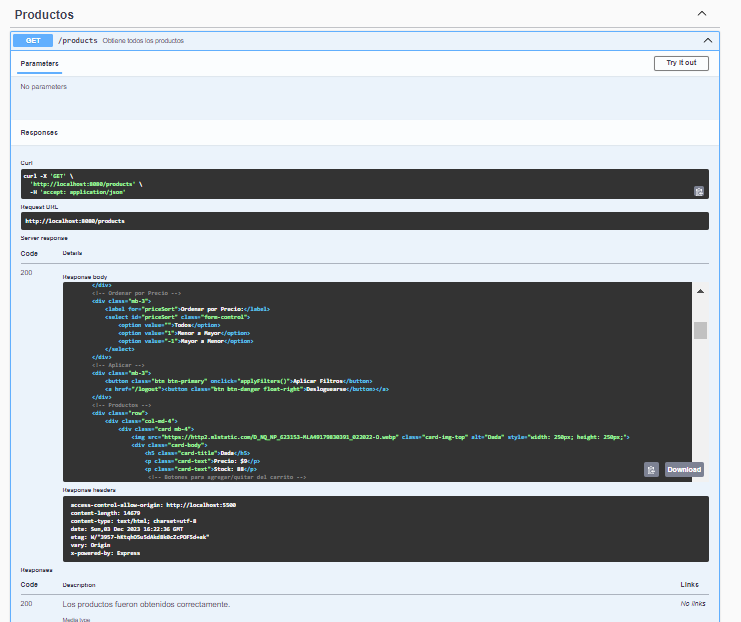 Productos
GET /products Obtiene todos los productos
Parameters
Try it out
No parameters
Responses
Curl
curl -X 'GET' \
'http://localhost:8080/products' \
-H 'accept: application/json'
Request URL
http://localhost:8080/products
Server response
Code Details
200
Response body
</div>
<!-- Ordenar por Precio -->
<div class="mb-3">
<label for="priceSort">Ordenar por Precio:</label>
<select id="priceSort" class="form-control">
<option value="">Todos</option>
<option value="1">Menor a Mayor</option>
<option value="-1">Mayor a Menor</option>
</select>
</div>
<!-- Aplicar -->
<div class="mb-3">
<button class="btn btn-primary" onclick="applyFilters()">Aplicar Filtros</button>
<a href="/logout"><button class="btn btn-danger float-right">Desloguearse</button></a>
</div>
<!-- Productos -->
<div class="row">
<div class="col-md-4">
<div class="card mb-4">
<img src="https://http2.mlstatic.com/D_NQ_NP_623153-MLA49179830391_022022-O.webp" class="card-img-top" alt="Dada" style="width: 250px; height: 250px;">
<div class="card-body">
<h5 class="card-title">Dada</h5>
<p class="card-text">Precio: $9</p>
<p class="card-text">Stock: 88</p>
<!-- Botones para agregar/quitar del carrito -->
Download
Response headers
access-control-allow-origin: http://localhost:5500
content-length: 14679
content-type: text/html; charset=utf-8
date: Sun,03 Dec 2023 16:22:36 GMT
vary: Origin
x-powered-by: Express
Responses
Code Description Links
200 Los productos fueron obtenidos correctamente. No links
Media type